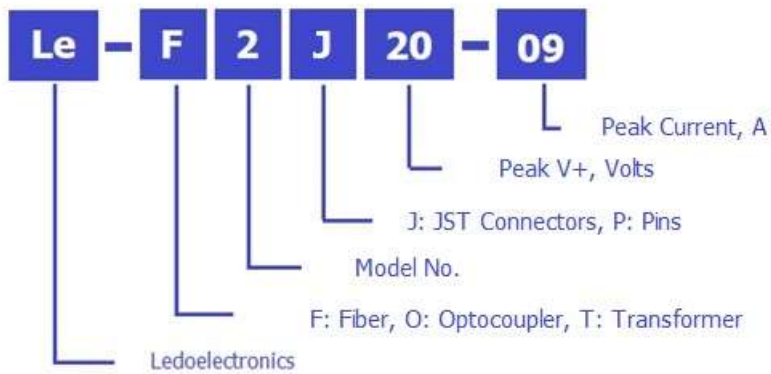 Le - F 2 J 20 - 09
Peak Current, A
Peak V+, Volts
J: JST Connectors, P: Pins
Model No.
F: Fiber, O: Optocoupler, T: Transformer
Ledoelectronics